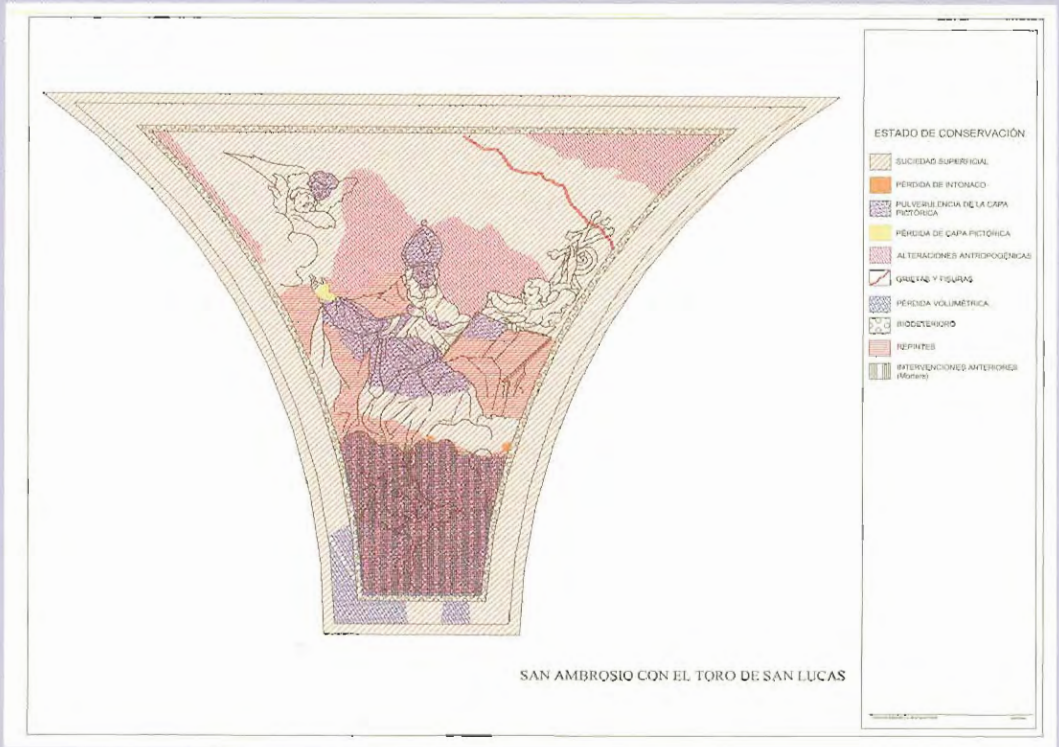 ESTADO DE CONSERVACIÓN
SUCIEDAD SUPERFICIAL
PÉRDIDA DE INTONACO
PULVERULENCIA DE LA CAPA
PICTÓRICA
PÉRDIDA DE CAPA PICTÓRICA
ALTERACIONES ANTROPOGÉNICAS
GRIETAS Y FISURAS
PÉRDIDA VOLUMÉTRICA
BIODETERIORO
REPINTES
INTERVENCIONES ANTERIORES
(Mortero)
SAN AMBROSIO CON EL TORO DE SAN LUCAS